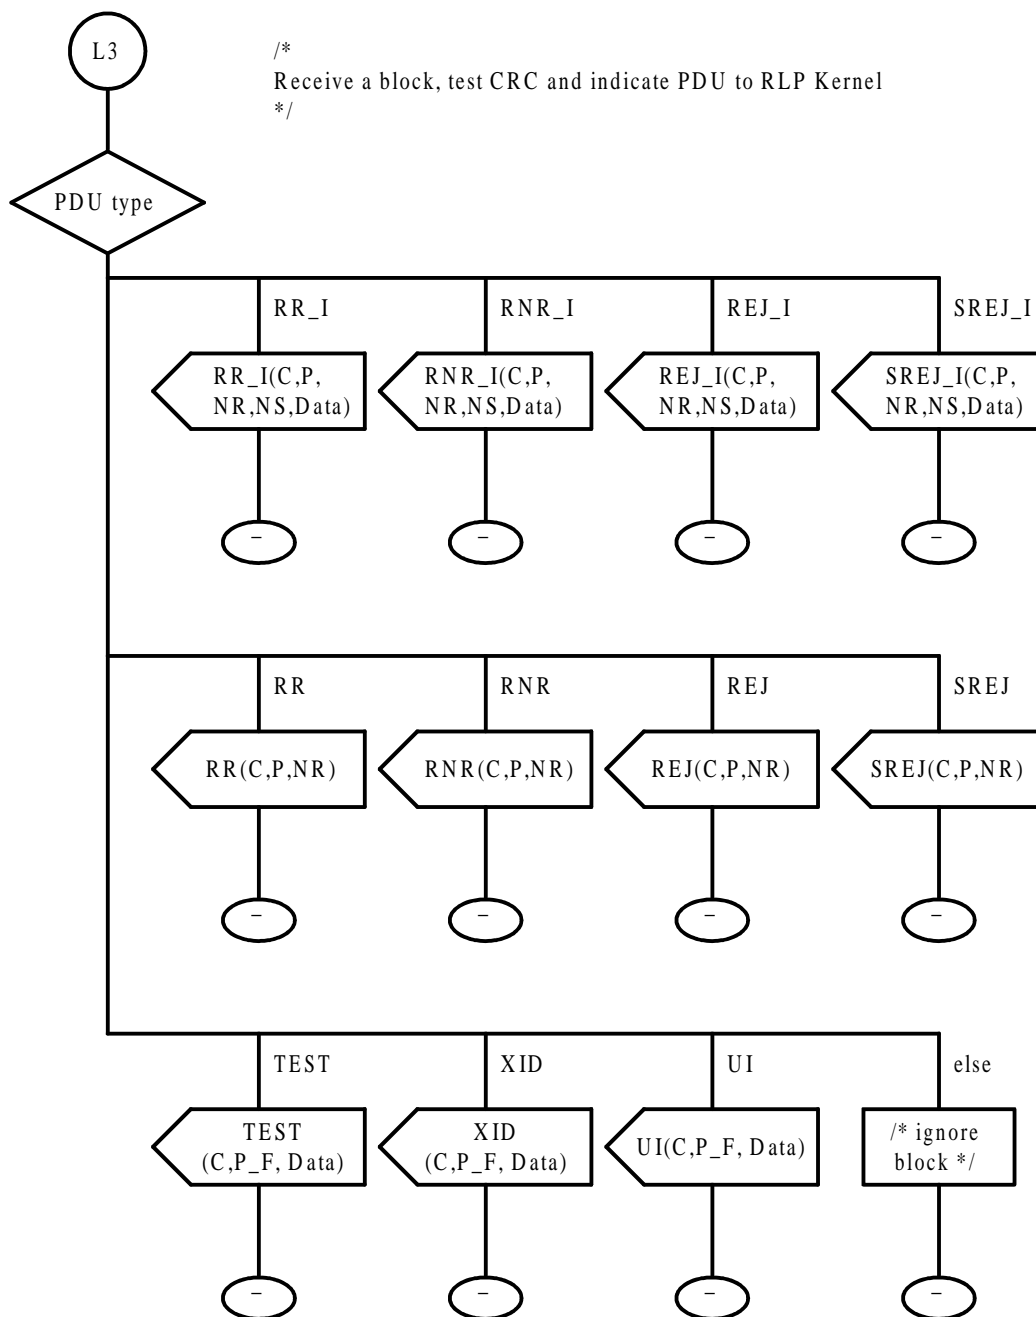 L3
/*
Receive a block, test CRC and indicate PDU to RLP Kernel
*/
PDU type
RR_I
RNR_I
REJ_I
SREJ_I
RR_I(C,P,
NR,NS,Data)
RNR_I(C,P,
NR,NS,Data)
REJ_I(C,P,
NR,NS,Data)
SREJ_I(C,P,
NR,NS,Data)
–
–
–
–
RR
RNR
REJ
SREJ
RR(C,P,NR)
RNR(C,P,NR)
REJ(C,P,NR)
SREJ(C,P,NR)
–
–
–
–
TEST
XID
UI
else
TEST
(C,P_F, Data)
XID
(C,P_F, Data)
UI(C,P_F, Data)
/* ignore
block */
–
–
–
–